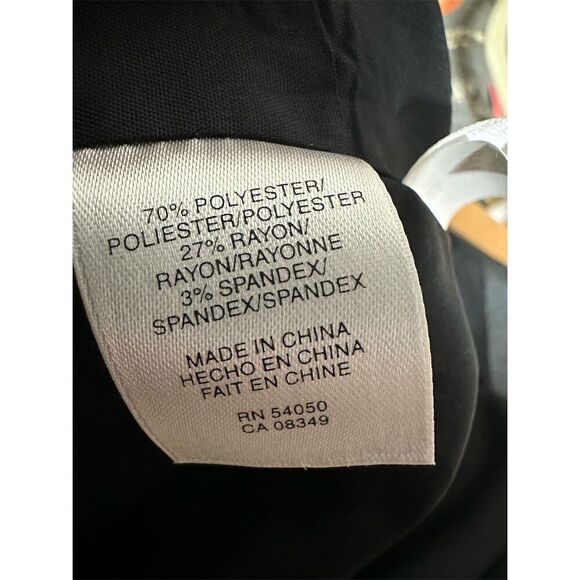 70% POLYESTER/
POLIESTER/POLYESTER
27% RAYON/
RAYON/RAYONNE
3% SPANDEX/
SPANDEX/SPANDEX
MADE IN CHINA
HECHO EN CHINA
FAIT EN CHINE
RN 54050
CA 08349